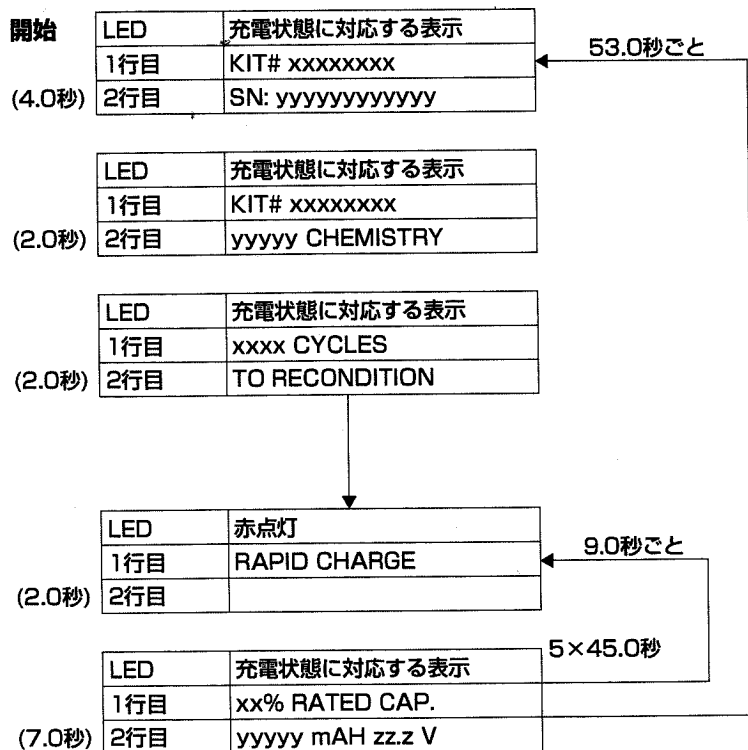 開始
LED 充電状態に対応する表示
1行目 KIT# xxxxxxxx
(4.0秒) 2行目 SN: yyyyyyyyyyyy
53.0秒ごと
LED 充電状態に対応する表示
1行目 KIT# xxxxxxxx
(2.0秒) 2行目 yyyyy CHEMISTRY
LED 充電状態に対応する表示
1行目 xxxx CYCLES
(2.0秒) 2行目 TO RECONDITION
LED 赤点灯
1行目 RAPID CHARGE
(2.0秒) 2行目
9.0秒ごと
5×45.0秒
LED 充電状態に対応する表示
1行目 xx% RATED CAP.
(7.0秒) 2行目 yyyyy mAH zz.z V